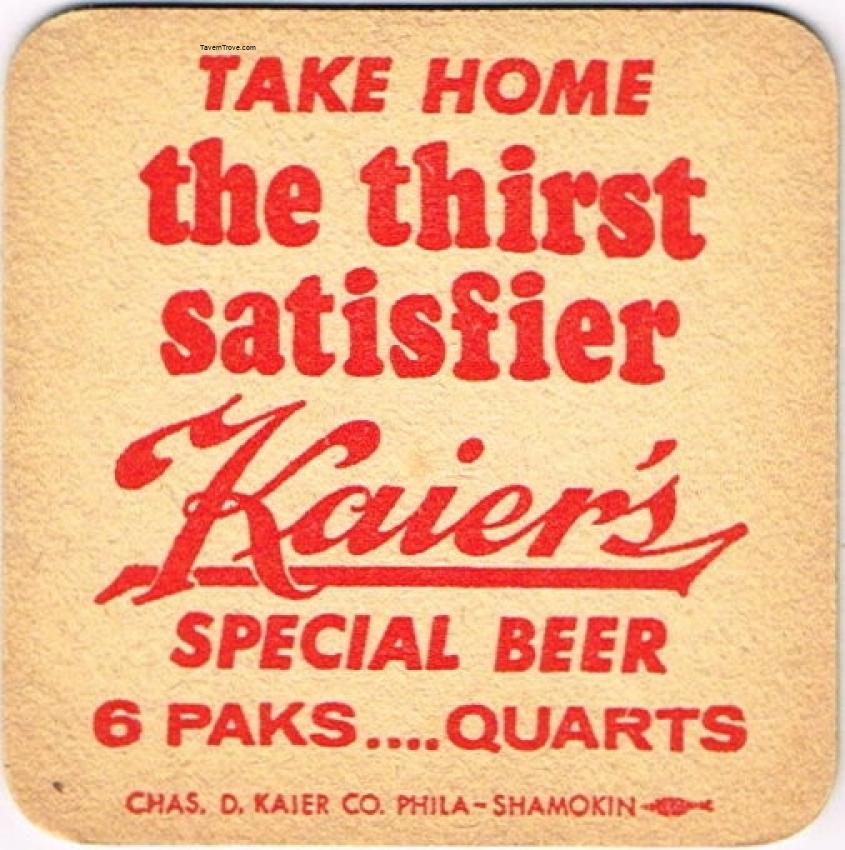 TavernTrove.com
TAKE HOME
the thirst
satisfier
Kaier's
SPECIAL BEER
6 PAKS....QUARTS
CHAS. D. KAIER CO. PHILA-SHAMOKIN